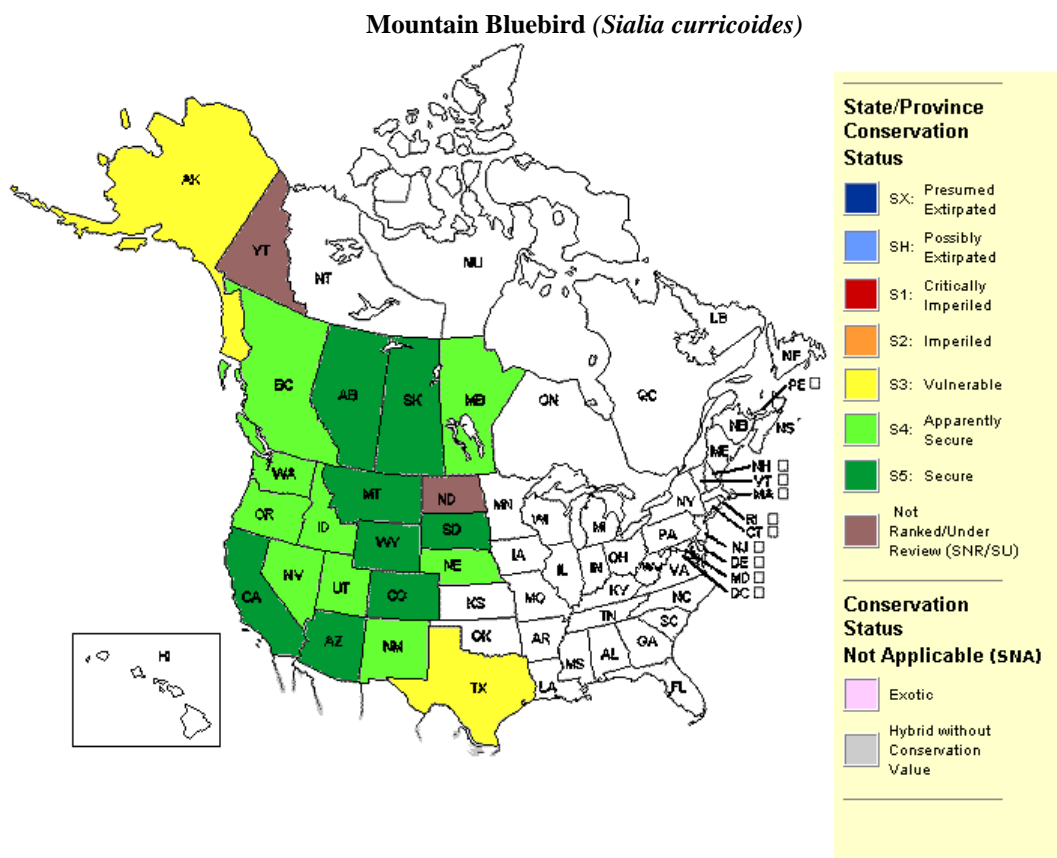 Mountain Bluebird (Sialia curricoides)
AK
YT
NT
NU
LB
NF
PE
BC
AB
SK
MB
ON
QC
NB
NS
ME
NH
VT
MA
WA
MT
ND
MN
NY
RI
CT
OR
ID
SD
WI
MI
PA
NJ
DE
MD
DC
WY
IA
NE
IL
IN
OH
WV
VA
NV
UT
CO
KS
MO
KY
NC
CA
TN
SC
AZ
NM
OK
AR
GA
MS
AL
HI
TX
LA
FL
State/Province
Conservation
Status
SX: Presumed
Extirpated
SH: Possibly
Extirpated
S1: Critically
Imperiled
S2: Imperiled
S3: Vulnerable
S4: Apparently
Secure
S5: Secure
Not
Ranked/Under
Review (SNR/SU)
Conservation
Status
Not Applicable (SNA)
Exotic
Hybrid without
Conservation
Value